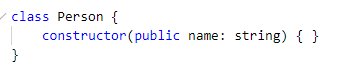 class Person {
    constructor(public name: string) { }
}